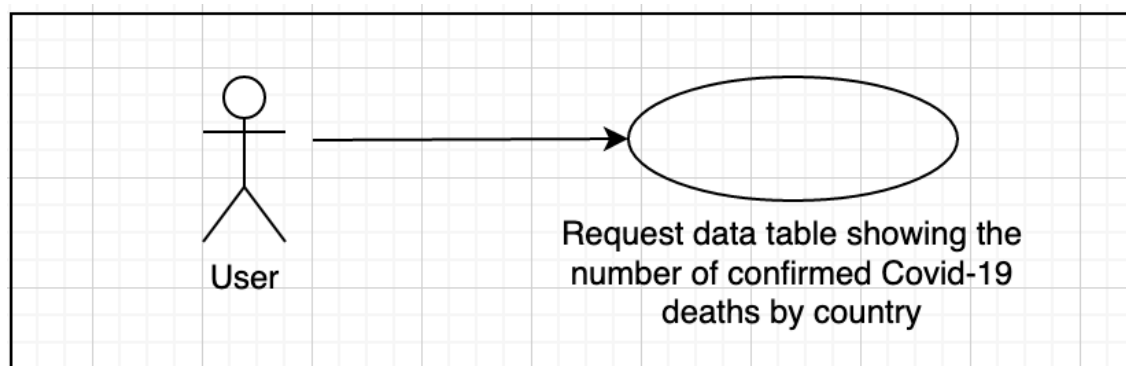 User
Request data table showing the
number of confirmed Covid-19
deaths by country